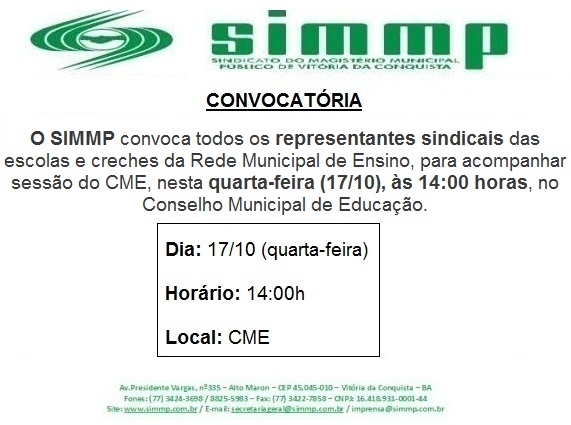 simmp
SINDICATO DO MAGISTÉRIO MUNICIPAL
PÚBLICO DE VITÓRIA DA CONQUISTA
CONVOCATÓRIA
O SIMMP convoca todos os representantes sindicais das
escolas e creches da Rede Municipal de Ensino, para acompanhar
sessão do CME, nesta quarta-feira (17/10), às 14:00 horas, no
Conselho Municipal de Educação.
Dia: 17/10 (quarta-feira)
Horário: 14:00h
Local: CME
Av.Presidente Vargas, nº335 – Alto Maron – CEP 45.045-010 – Vitória da Conquista – BA
Fones: (77) 3424-3698 / 8825-5983 – Fax: (77) 3422-7858 – CNPJ: 16.418.931-0001-44
Site: www.simmp.com.br / E-mail: secretariageral@simmp.com.br / imprensa@simmp.com.br